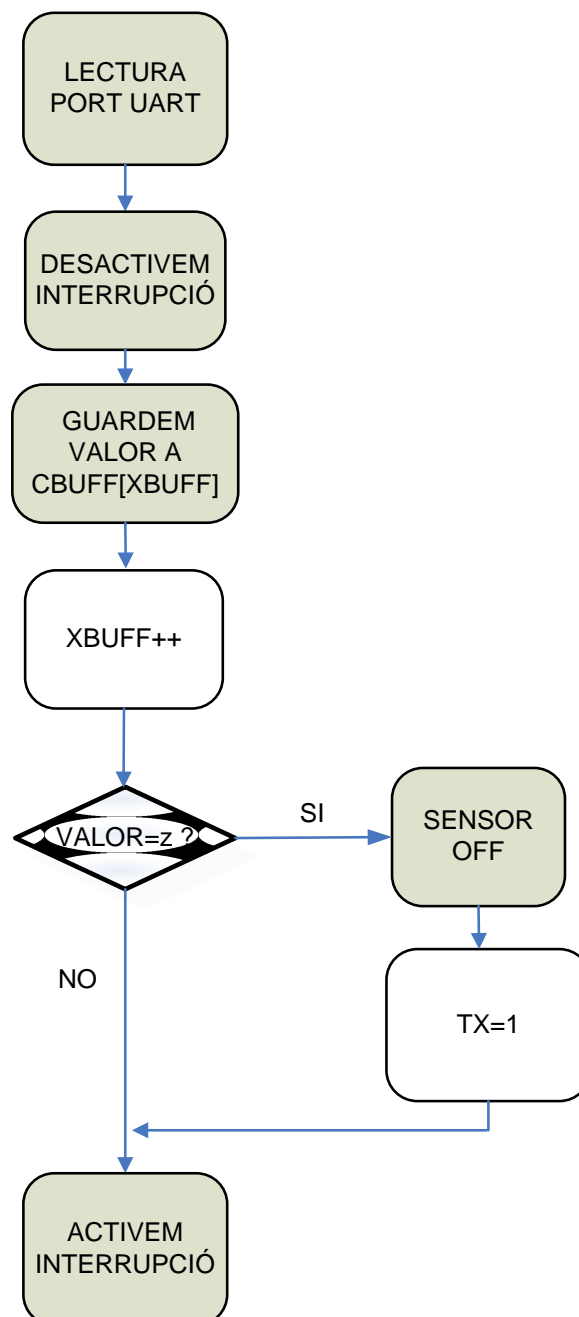 LECTURA
PORT UART
DESACTIVEM
INTERRUPCIÓ
GUARDEM
VALOR A
CBUFF[XBUFF]
XBUFF++
VALOR=z ?
SI
SENSOR
OFF
NO
TX=1
ACTIVEM
INTERRUPCIÓ